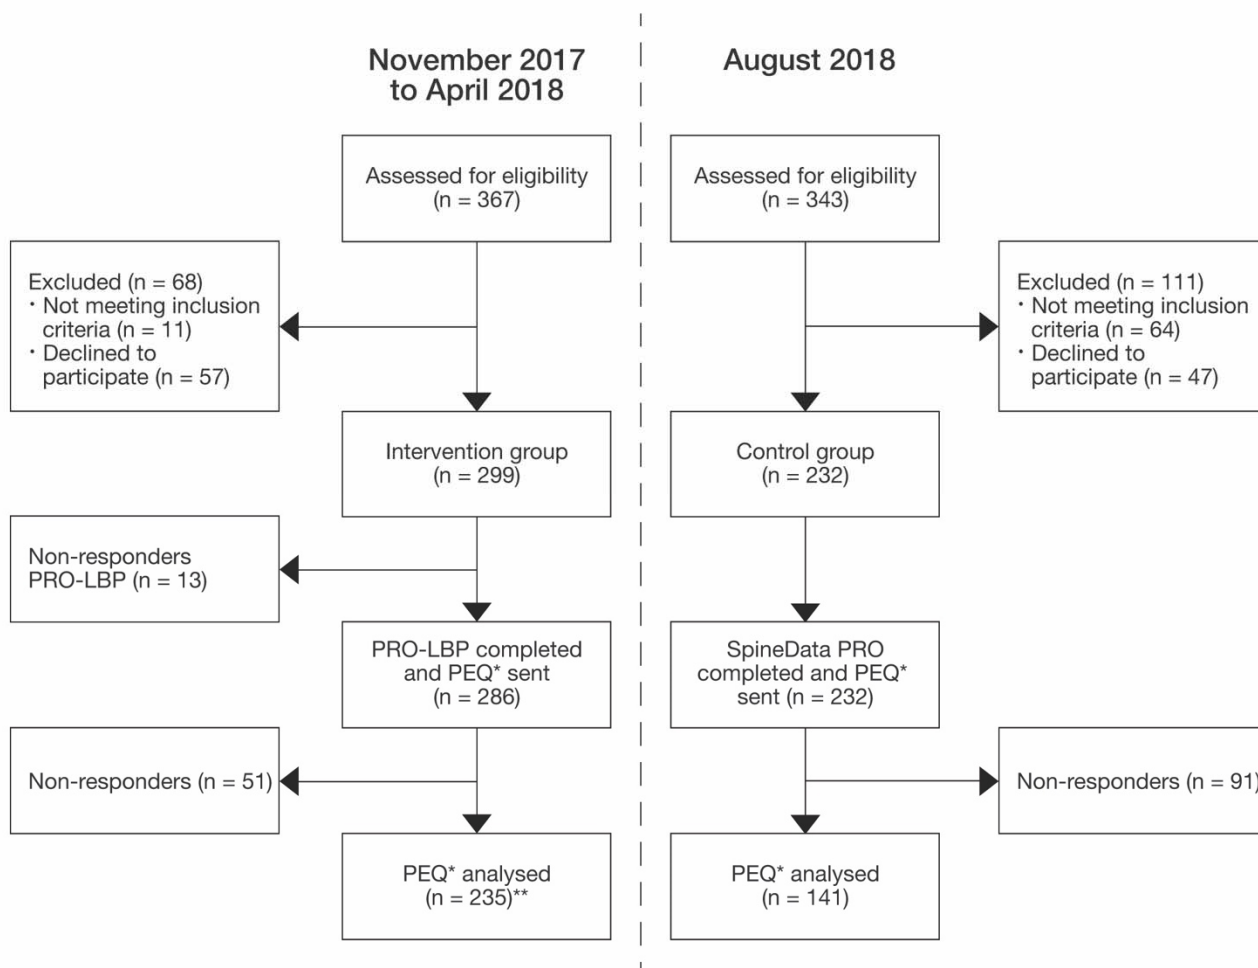 November 2017
to April 2018
Assessed for eligibility
(n = 367)
Excluded (n = 68)
· Not meeting inclusion
criteria (n = 11)
· Declined to
participate (n = 57)
Intervention group
(n = 299)
Non-responders
PRO-LBP (n = 13)
PRO-LBP completed
and PEQ* sent
(n = 286)
Non-responders (n = 51)
PEQ* analysed
(n = 235)**
August 2018
Assessed for eligibility
(n = 343)
Excluded (n = 111)
· Not meeting inclusion
criteria (n = 64)
· Declined to
participate (n = 47)
Control group
(n = 232)
SpineData PRO
completed and PEQ*
sent (n = 232)
Non-responders (n = 91)
PEQ* analysed
(n = 141)